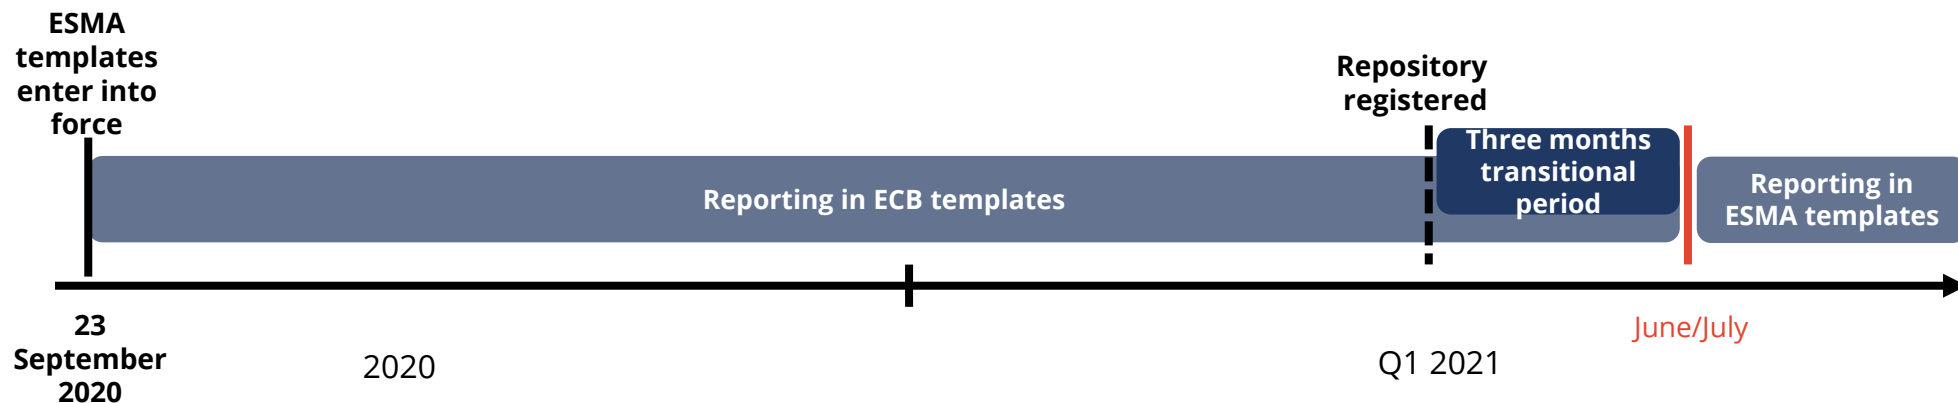 ESMA
templates
enter into
force
Repository
registered
Three months
transitional
period
Reporting in ECB templates
Reporting in
ESMA templates
23
September
2020
2020
Q1 2021
June/July